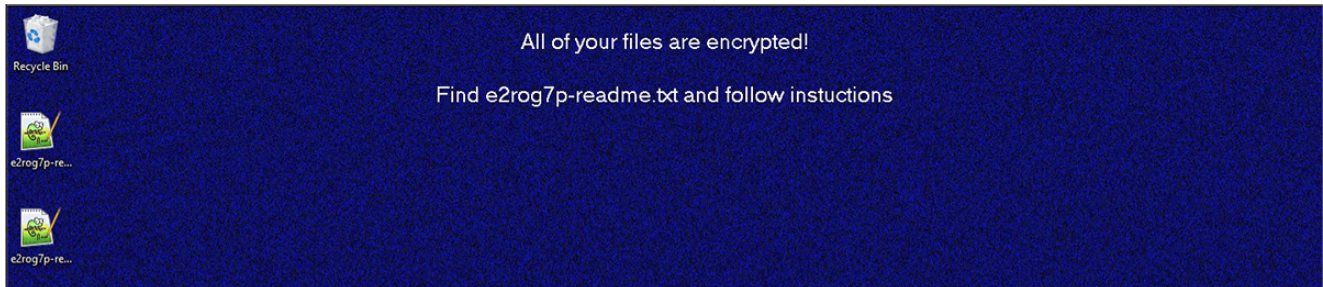 All of your files are encrypted!
Recycle Bin
Find e2rog7p-readme.txt and follow instuctions
e2rog7p-re...
e2rog7p-re...